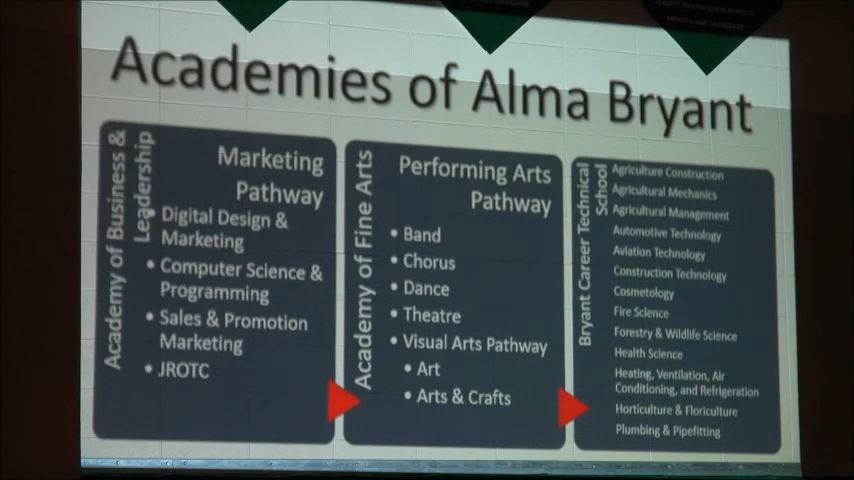 Academies of Alma Bryant
Academy of Business &
Leadership
Marketing
Pathway
Digital Design &
Marketing
• Computer Science &
Programming
• Sales & Promotion
Marketing
• JROTC
Academy of Fine Arts
Performing Arts
Pathway
• Band
• Chorus
• Dance
• Theatre
• Visual Arts Pathway
• Art
• Arts & Crafts
Bryant Career Technical
School
Agriculture Construction
Agricultural Mechanics
Agricultural Management
Automotive Technology
Aviation Technology
Construction Technology
Cosmetology
Fire Science
Forestry & Wildlife Science
Health Science
Heating, Ventilation, Air
Conditioning, and Refrigeration
Horticulture & Floriculture
Plumbing & Pipefitting